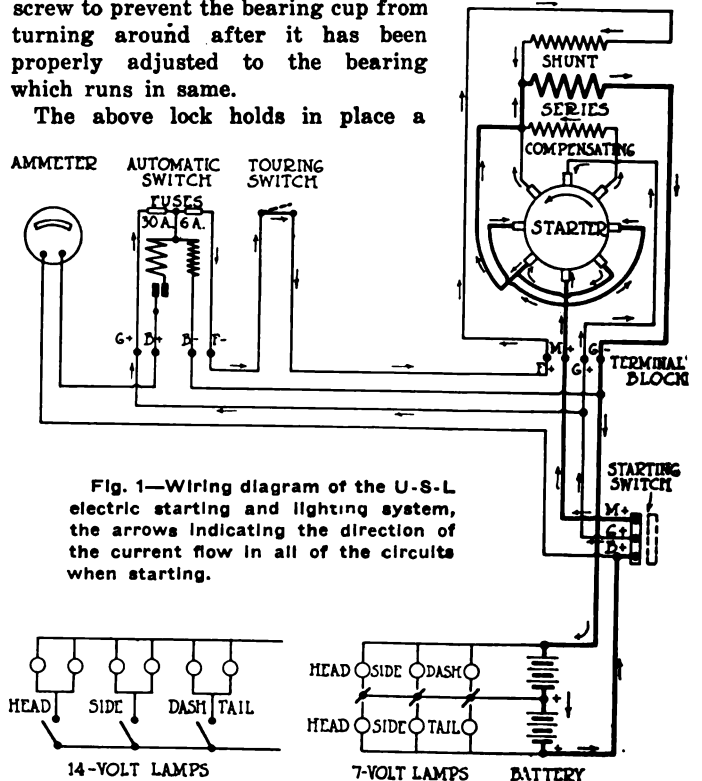 screw to prevent the bearing cup from
turning around after it has been
properly adjusted to the bearing
which runs in same.
The above lock holds in place a
SHUNT
SERIES
COMPENSATING
AMMETER
AUTOMATIC
SWITCH
TOURING
SWITCH
FUSES
30 A. 6 A.
STARTER
G+ B+ B- F-
M+ G-
F+ G+
TERMINAL
BLOCK
Fig. 1—Wiring diagram of the U-S-L
electric starting and lighting system,
the arrows indicating the direction of
the current flow in all of the circuits
when starting.
STARTING
SWITCH
M+
G+
B+
HEAD SIDE DASH TAIL
14-VOLT LAMPS
HEAD SIDE DASH
+
HEAD SIDE TAIL
+
7-VOLT LAMPS
BATTERY